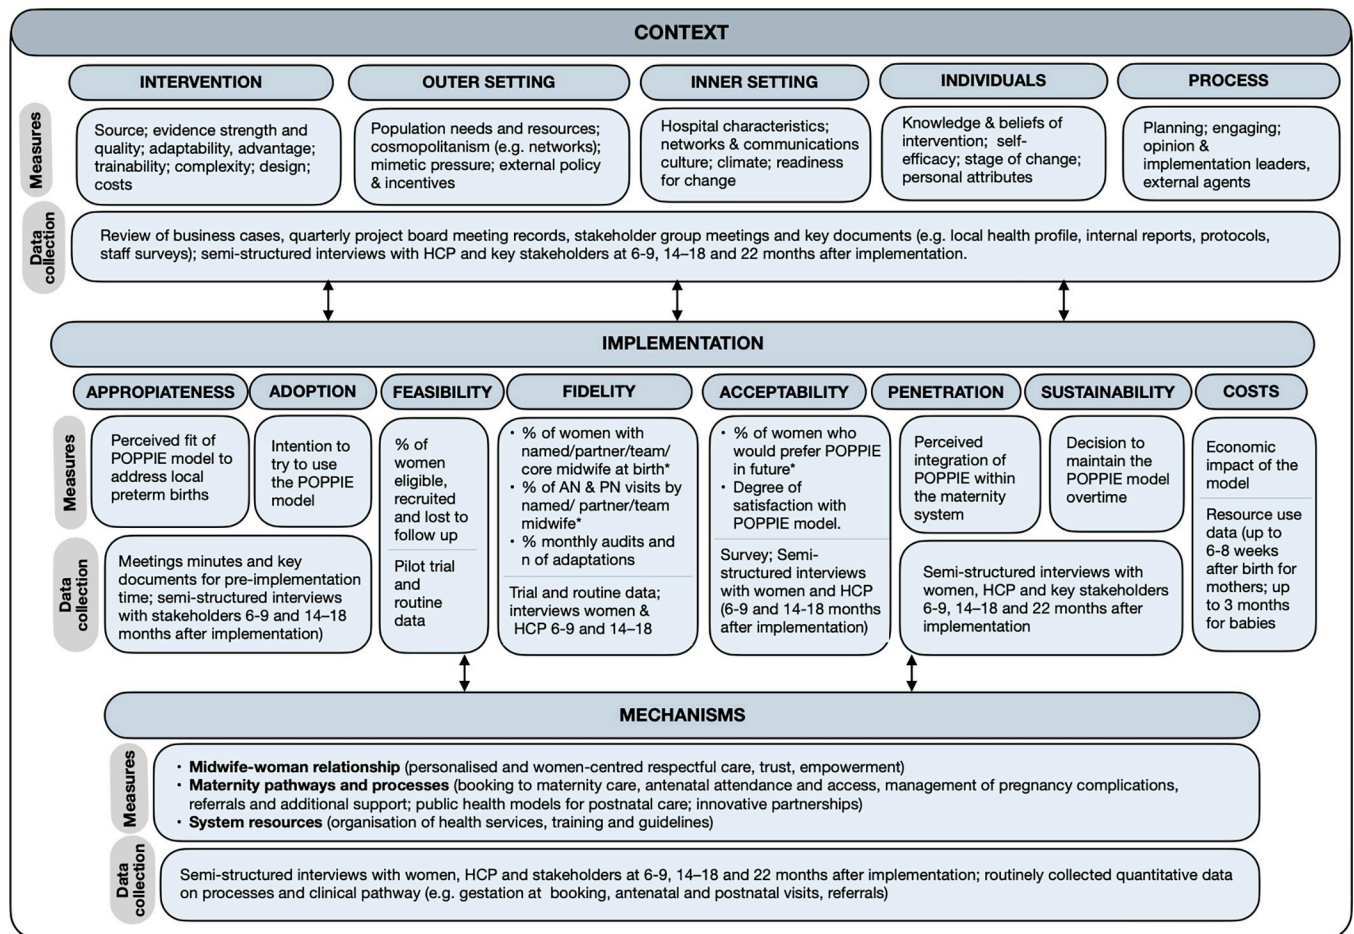 CONTEXT
INTERVENTION
OUTER SETTING
INNER SETTING
INDIVIDUALS
PROCESS
Measures
Source; evidence strength and
quality; adaptability, advantage;
trainability; complexity; design;
costs
Population needs and resources;
cosmopolitanism (e.g. networks);
mimetic pressure; external policy
& incentives
Hospital characteristics;
networks & communications
culture; climate; readiness
for change
Knowledge & beliefs of
intervention; self-
efficacy; stage of change;
personal attributes
Planning; engaging;
opinion &
implementation leaders,
external agents
Data
collection
Review of business cases, quarterly project board meeting records, stakeholder group meetings and key documents (e.g. local health profile, internal reports, protocols,
staff surveys); semi-structured interviews with HCP and key stakeholders at 6-9, 14–18 and 22 months after implementation.
IMPLEMENTATION
APPROPIATENESS
ADOPTION
FEASIBILITY
FIDELITY
ACCEPTABILITY
PENETRATION
SUSTAINABILITY
COSTS
Measures
Perceived fit of
POPPIE model to
address local
preterm births
Intention to
try to use
the POPPIE
model
% of
women
eligible,
recruited
and lost to
follow up
• % of women with
named/partner/team/
core midwife at birth*
• % of AN & PN visits by
named/ partner/team
midwife*
• % monthly audits and
n of adaptations
• % of women who
would prefer POPPIE
in future*
• Degree of
satisfaction with
POPPIE model.
Perceived
integration of
POPPIE within
the maternity
system
Decision to
maintain the
POPPIE model
overtime
Economic
impact of the
model
Data
collection
Meetings minutes and key
documents for pre-implementation
time; semi-structured interviews
with stakeholders 6-9 and 14–18
months after implementation)
Pilot trial
and
routine
data
Trial and routine data;
interviews women &
HCP 6-9 and 14–18
Survey; Semi-
structured interviews
with women and HCP
(6-9 and 14-18 months
after implementation)
Semi-structured interviews with
women, HCP and key stakeholders
6-9, 14–18 and 22 months after
implementation
Resource use
data (up to
6-8 weeks
after birth for
mothers; up
to 3 months
for babies
MECHANISMS
Measures
• Midwife-woman relationship (personalised and women-centred respectful care, trust, empowerment)
• Maternity pathways and processes (booking to maternity care, antenatal attendance and access, management of pregnancy complications,
referrals and additional support; public health models for postnatal care; innovative partnerships)
• System resources (organisation of health services, training and guidelines)
Data
collection
Semi-structured interviews with women, HCP and stakeholders at 6-9, 14–18 and 22 months after implementation; routinely collected quantitative data
on processes and clinical pathway (e.g. gestation at booking, antenatal and postnatal visits, referrals)